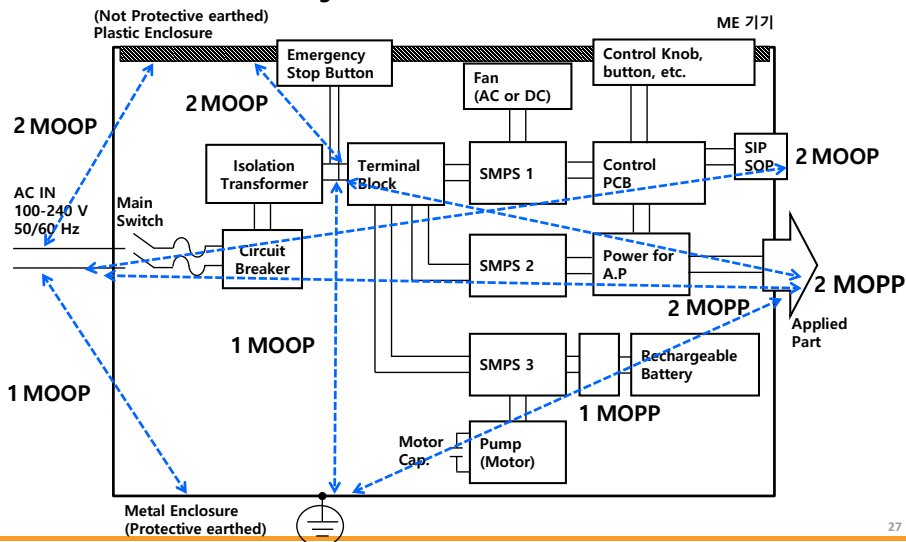 (Not Protective earthed)
Plastic Enclosure
ME 기기
Emergency
Stop Button
Control Knob,
button, etc.
Fan
(AC or DC)
2 MOOP
2 MOOP
Isolation
Transformer
Terminal
Block
SMPS 1
Control
PCB
SIP
SOP
2 MOOP
AC IN
100-240 V
50/60 Hz
Main
Switch
Circuit
Breaker
SMPS 2
Power for
A.P
2 MOPP
2 MOPP
Applied
Part
1 MOOP
1 MOOP
SMPS 3
Rechargeable
Battery
1 MOPP
Motor
Cap.
Pump
(Motor)
Metal Enclosure
(Protective earthed)
27